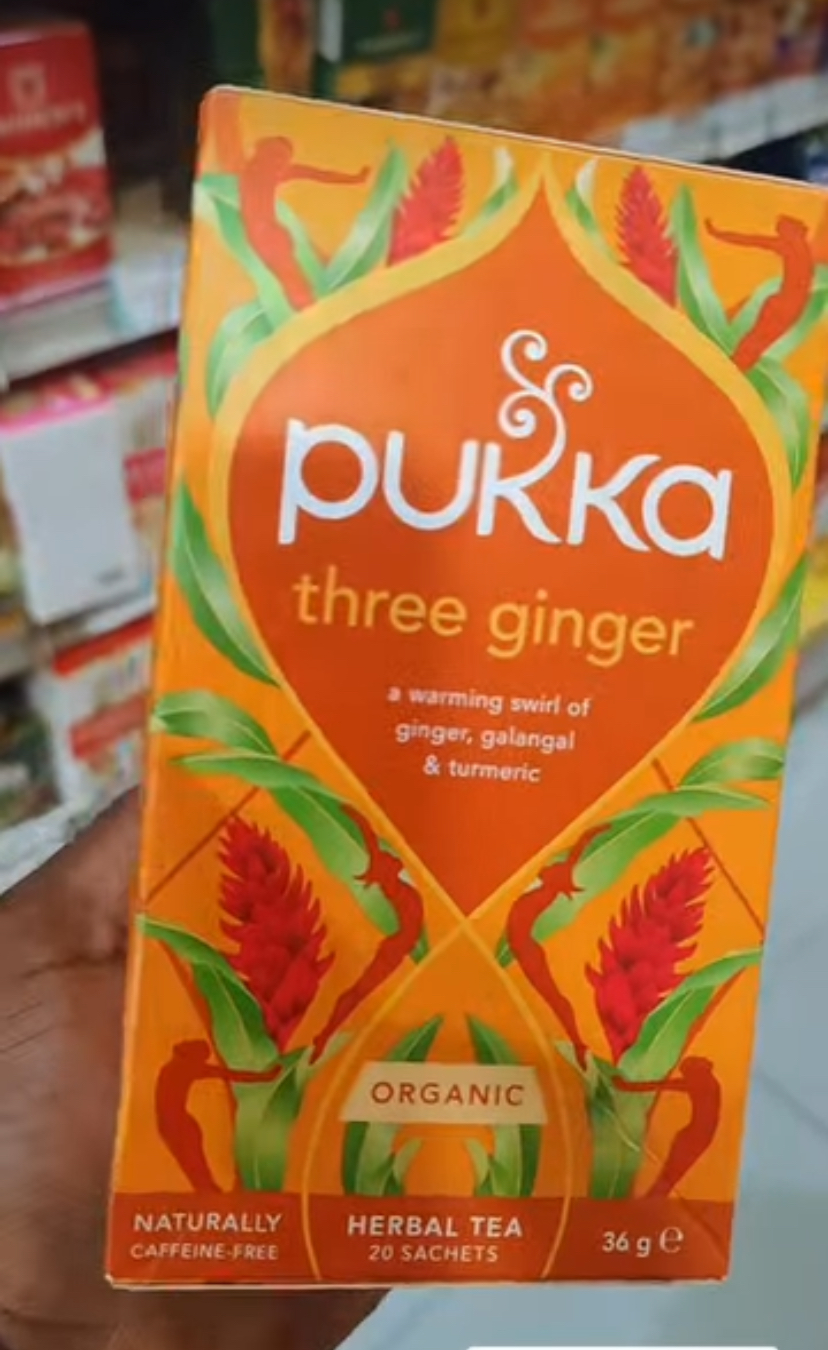 pukka
three ginger
a warming swirl of
ginger, galangal
& turmeric
ORGANIC
NATURALLY
CAFFEINE-FREE
HERBAL TEA
20 SACHETS
36 g ℮